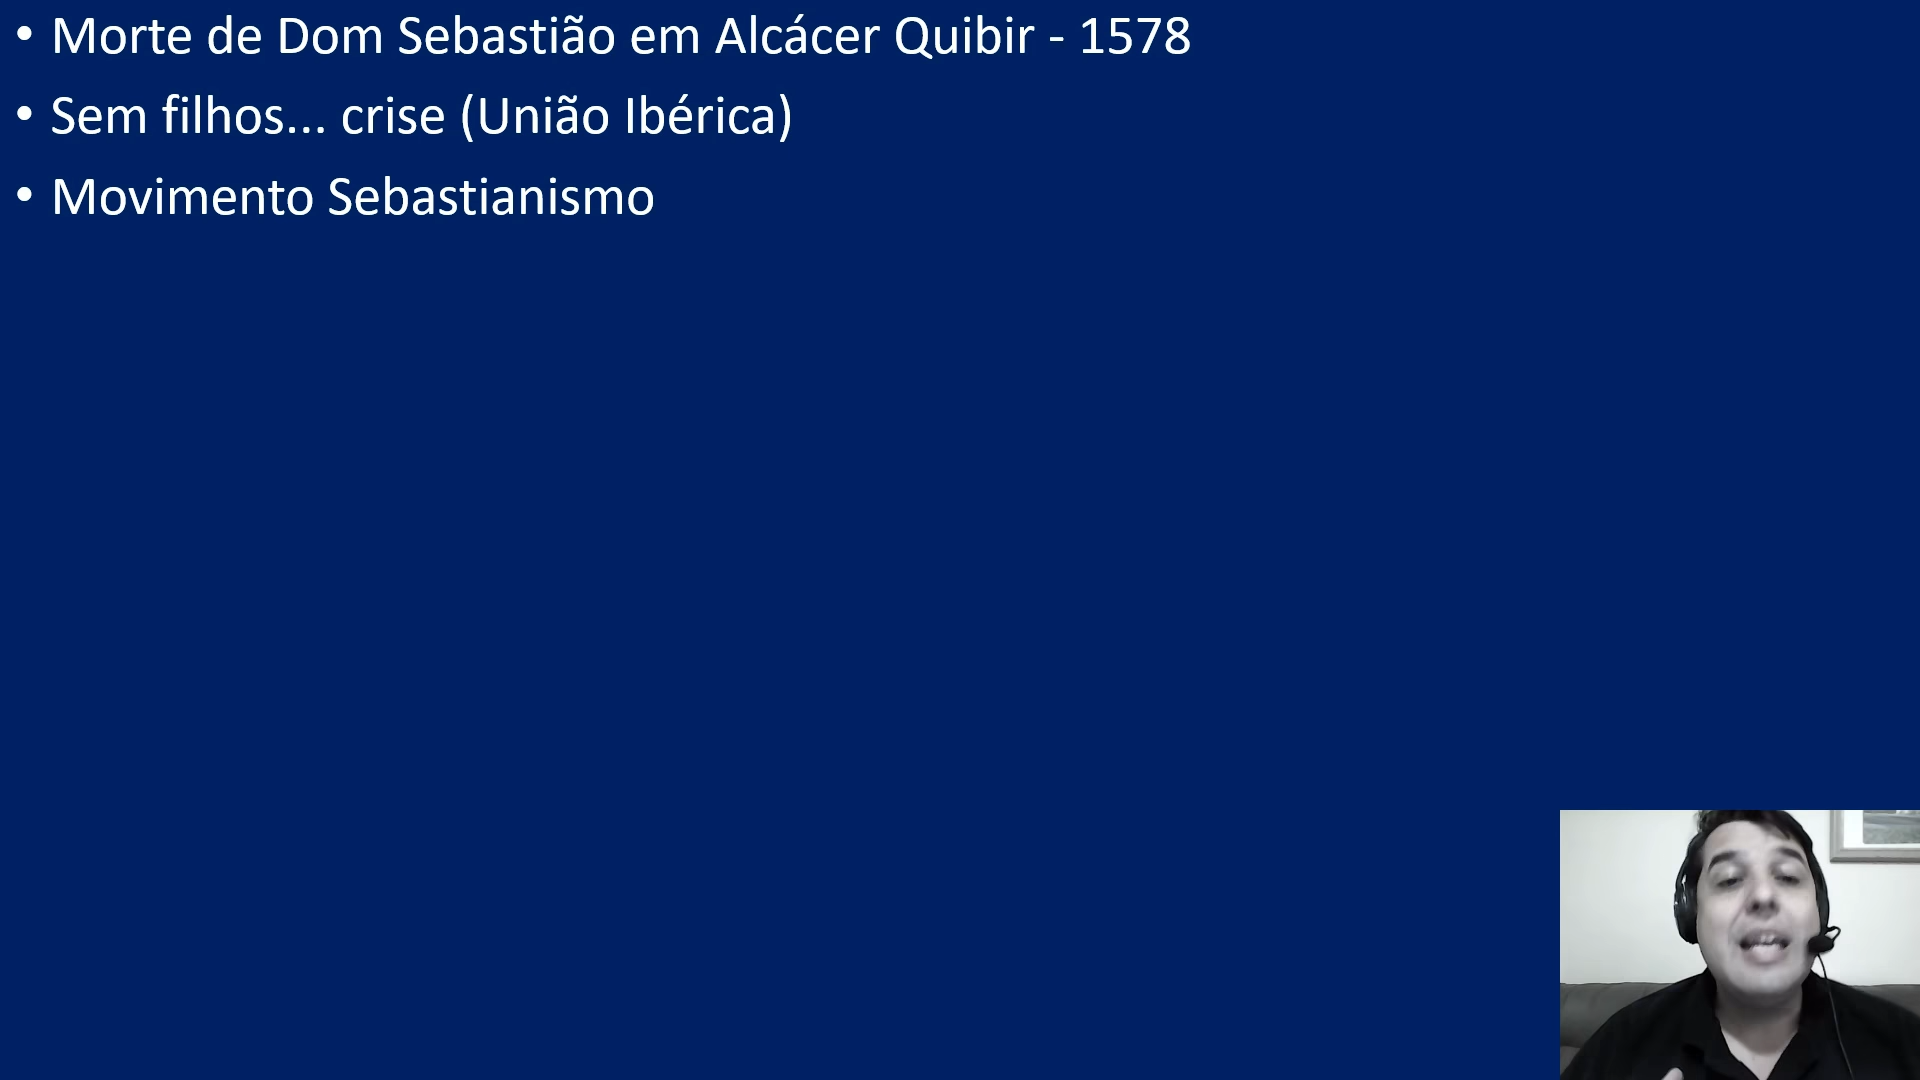 • Morte de Dom Sebastião em Alcácer Quibir - 1578
• Sem filhos... crise (União Ibérica)
• Movimento Sebastianismo